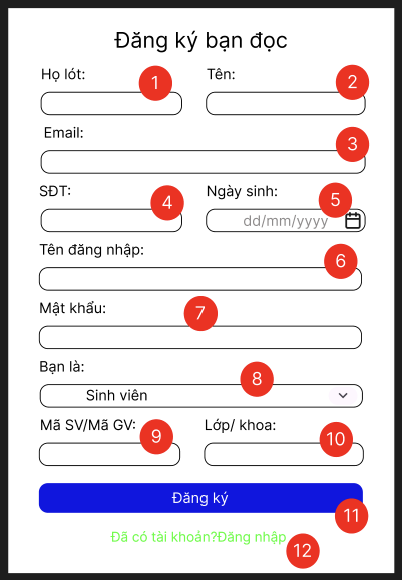 Đăng ký bạn đọc
Họ lót: 1 Tên: 2
Email: 3
SĐT: 4 Ngày sinh: 5
dd/mm/yyyy
Tên đăng nhập: 6
Mật khẩu: 7
Bạn là: 8
Sinh viên
Mã SV/Mã GV: 9 Lớp/ khoa: 10
Đăng ký 11
Đã có tài khoản?Đăng nhập 12